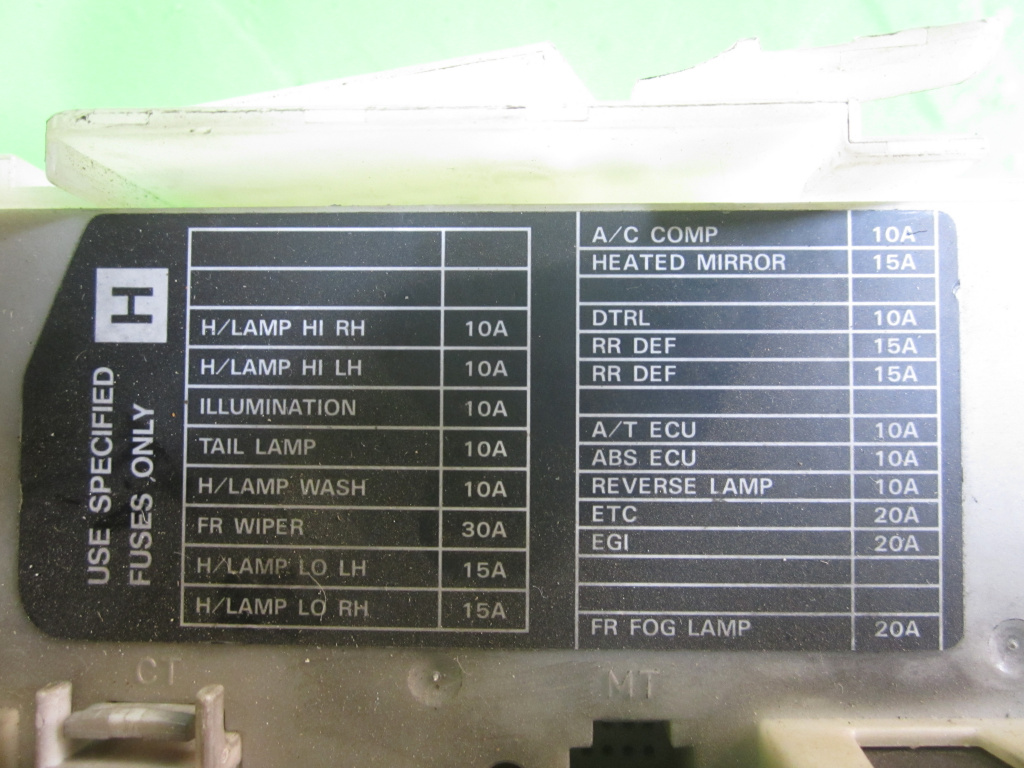 H
USE SPECIFIED
FUSES ONLY
H/LAMP HI RH 10A
H/LAMP HI LH 10A
ILLUMINATION 10A
TAIL LAMP 10A
H/LAMP WASH 10A
FR WIPER 30A
H/LAMP LO LH 15A
H/LAMP LO RH 15A
A/C COMP 10A
HEATED MIRROR 15A
DTRL 10A
RR DEF 15A
RR DEF 15A
A/T ECU 10A
ABS ECU 10A
REVERSE LAMP 10A
ETC 20A
EGI 20A
FR FOG LAMP 20A
CT
MT